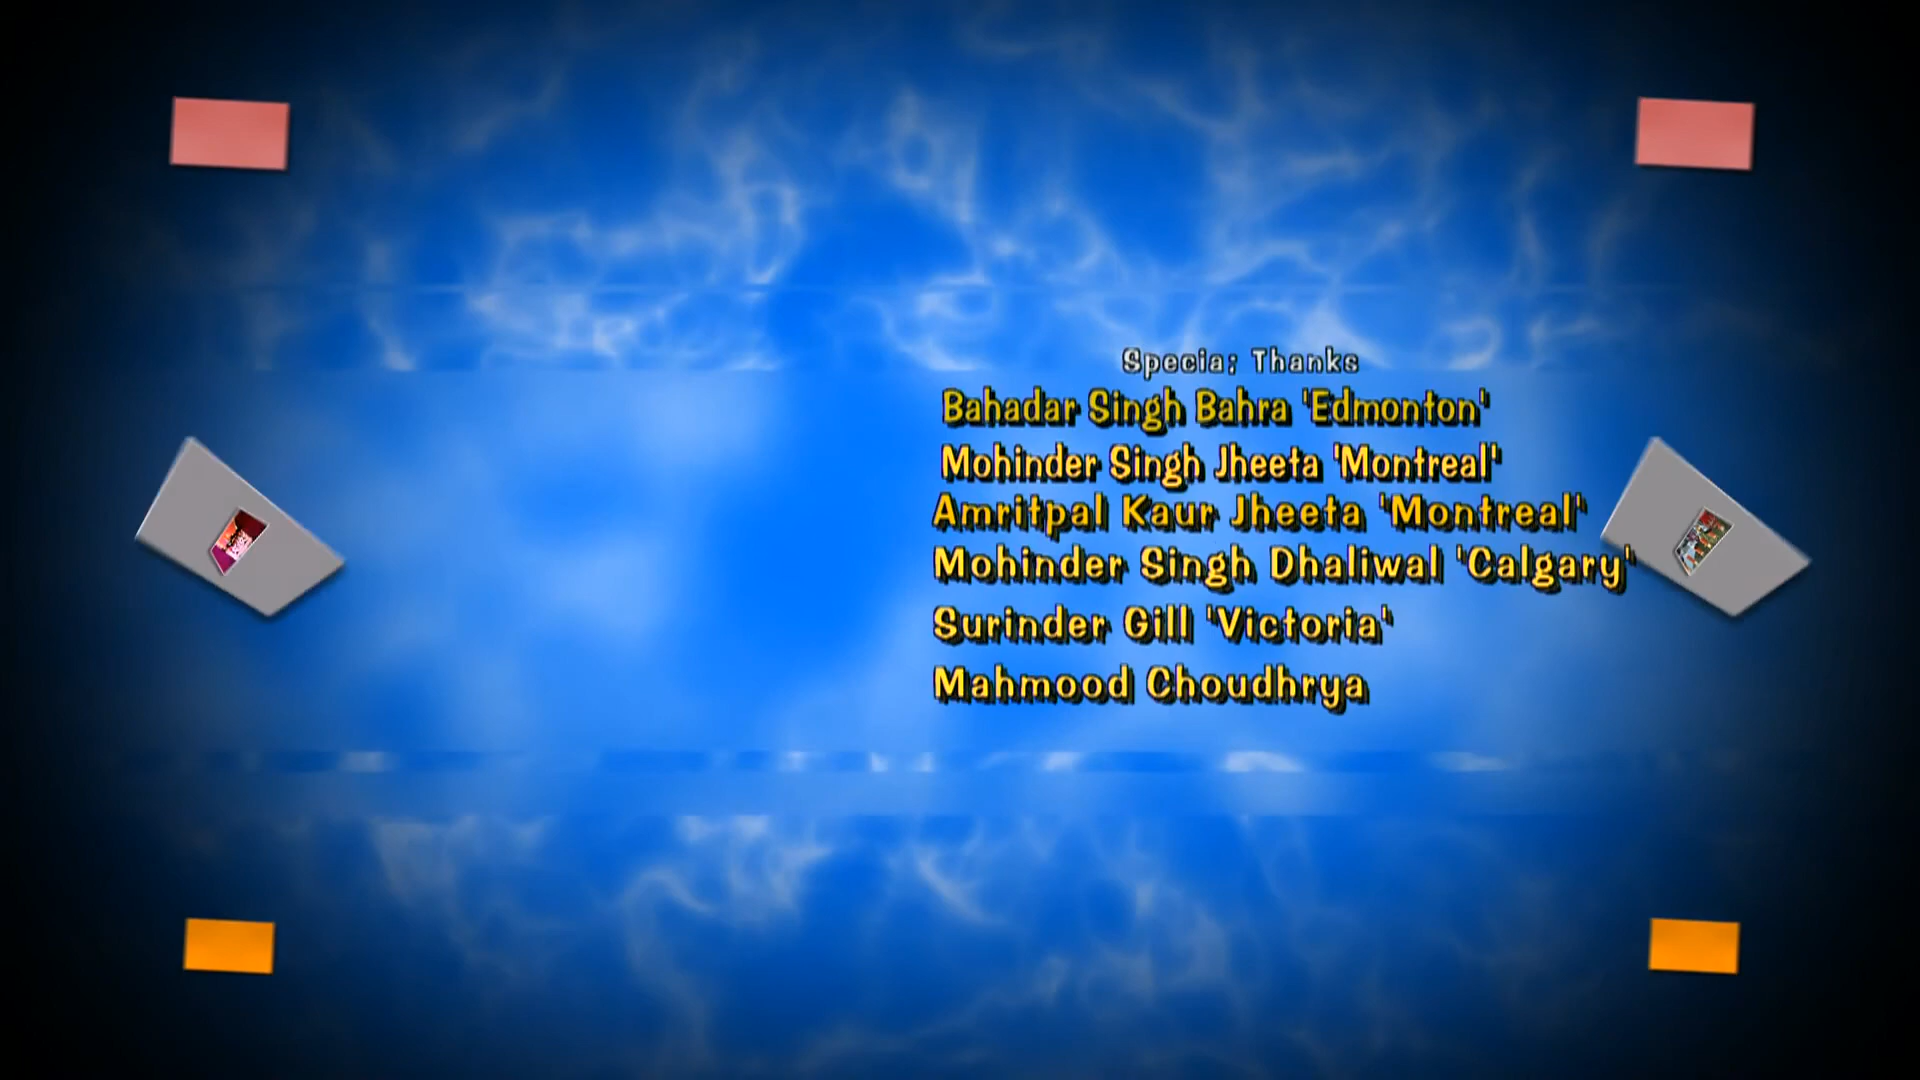 Specia; Thanks
Bahadar Singh Bahra 'Edmonton'
Mohinder Singh Jheeta 'Montreal'
Amritpal Kaur Jheeta 'Montreal'
Mohinder Singh Dhaliwal 'Calgary'
Surinder Gill 'Victoria'
Mahmood Choudhrya